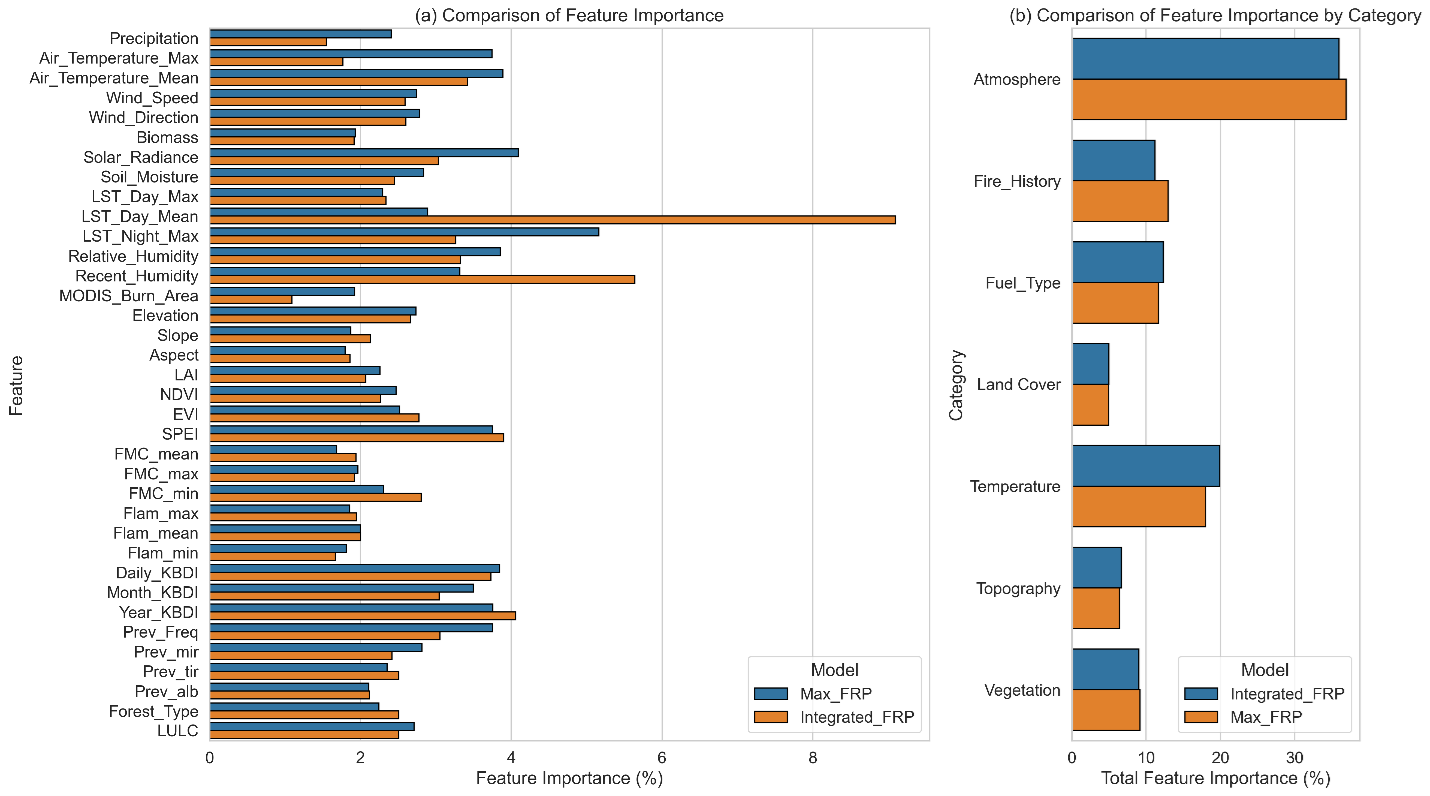 (a) Comparison of Feature Importance
Feature
Precipitation
Air_Temperature_Max
Air_Temperature_Mean
Wind_Speed
Wind_Direction
Biomass
Solar_Radiance
Soil_Moisture
LST_Day_Max
LST_Day_Mean
LST_Night_Max
Relative_Humidity
Recent_Humidity
MODIS_Burn_Area
Elevation
Slope
Aspect
LAI
NDVI
EVI
SPEI
FMC_mean
FMC_max
FMC_min
Flam_max
Flam_mean
Flam_min
Daily_KBDI
Month_KBDI
Year_KBDI
Prev_Freq
Prev_mir
Prev_tir
Prev_alb
Forest_Type
LULC
Model
Max_FRP
Integrated_FRP
0 2 4 6 8
Feature Importance (%)
(b) Comparison of Feature Importance by Category
Category
Atmosphere
Fire_History
Fuel_Type
Land Cover
Temperature
Topography
Vegetation
Model
Integrated_FRP
Max_FRP
0 10 20 30
Total Feature Importance (%)